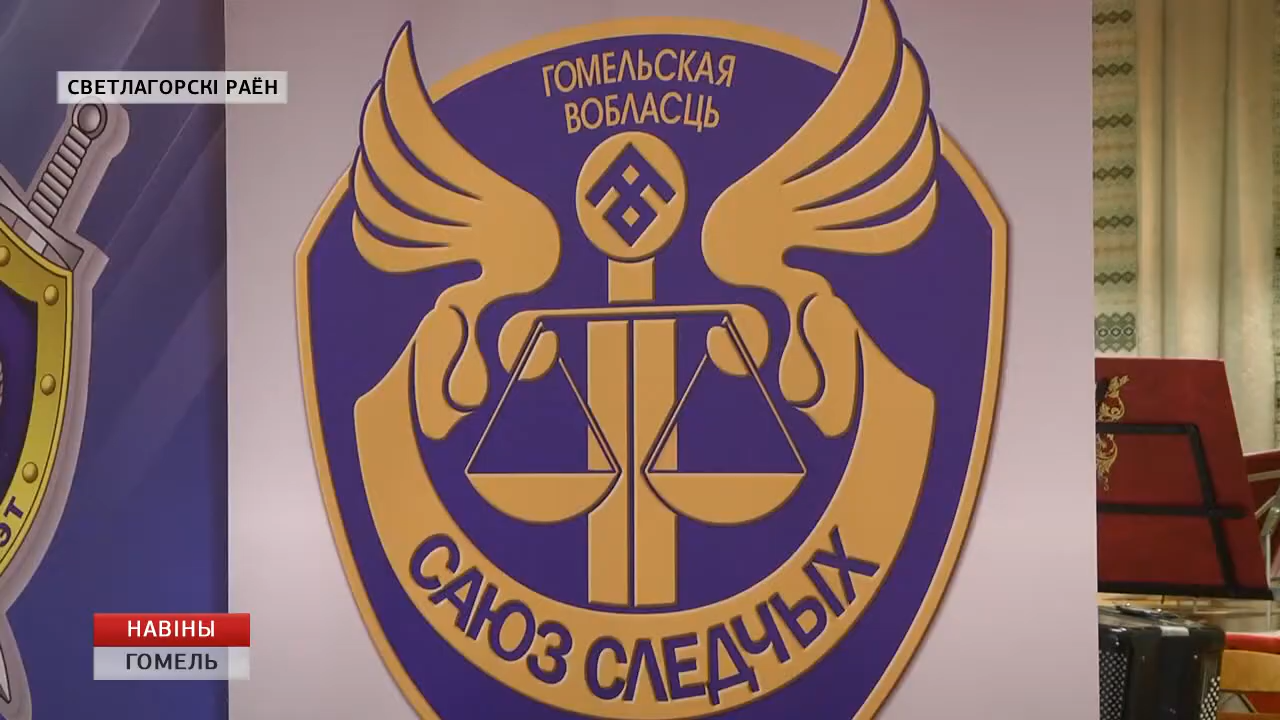 СВЕТЛАГОРСКІ РАЁН
ГОМЕЛЬСКАЯ
ВОБЛАСЦЬ
САЮЗ СЛЕДЧЫХ
НАВІНЫ
ГОМЕЛЬ